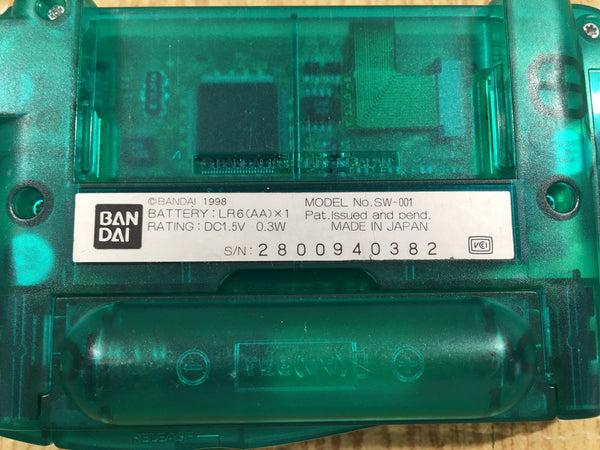 BAN
DAI
©BANDAI 1998
BATTERY:LR6(AA)×1
RATING: DC1.5V 0.3W
MODEL No.SW-001
Pat.Issued and pend.
MADE IN JAPAN
S/N: 2800940382
VCI
RELEASE